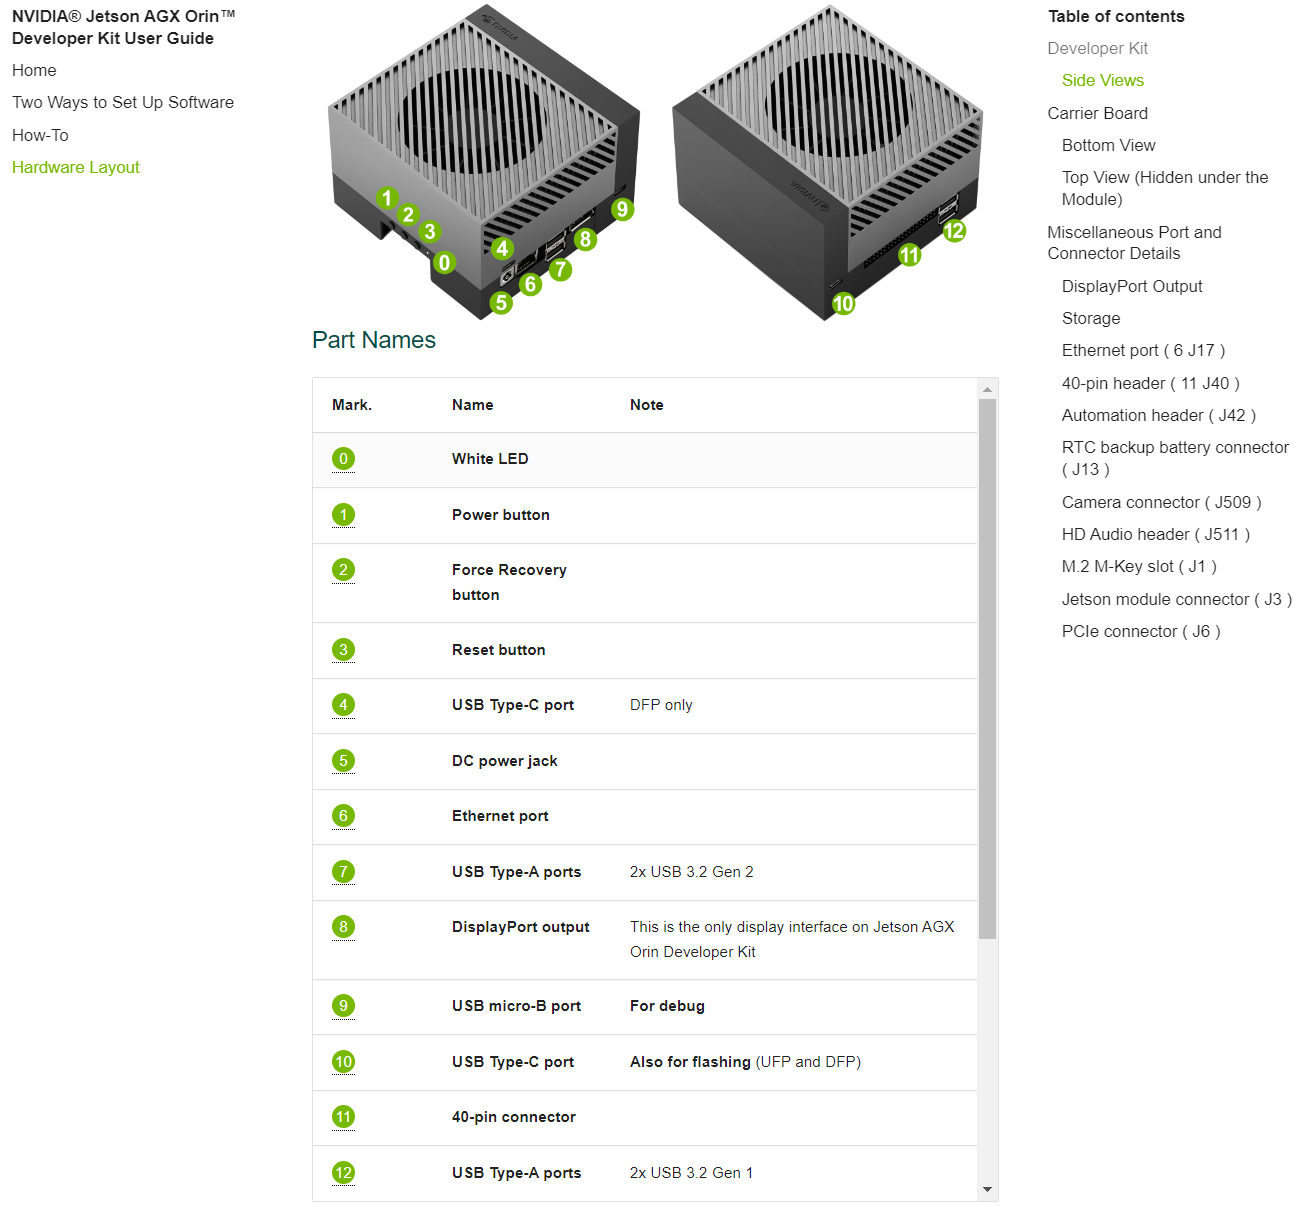 NVIDIA® Jetson AGX Orin™
Developer Kit User Guide
Home
Two Ways to Set Up Software
How-To
Hardware Layout
NVIDIA
1
2
3
0
4
5
6
7
8
9
NVIDIA
10
11
12
Part Names
Mark. Name Note
0 White LED
1 Power button
2 Force Recovery
button
3 Reset button
4 USB Type-C port DFP only
5 DC power jack
6 Ethernet port
7 USB Type-A ports 2x USB 3.2 Gen 2
8 DisplayPort output This is the only display interface on Jetson AGX
Orin Developer Kit
9 USB micro-B port For debug
10 USB Type-C port Also for flashing (UFP and DFP)
11 40-pin connector
12 USB Type-A ports 2x USB 3.2 Gen 1
Table of contents
Developer Kit
Side Views
Carrier Board
Bottom View
Top View (Hidden under the
Module)
Miscellaneous Port and
Connector Details
DisplayPort Output
Storage
Ethernet port ( 6 J17 )
40-pin header ( 11 J40 )
Automation header ( J42 )
RTC backup battery connector
( J13 )
Camera connector ( J509 )
HD Audio header ( J511 )
M.2 M-Key slot ( J1 )
Jetson module connector ( J3 )
PCIe connector ( J6 )